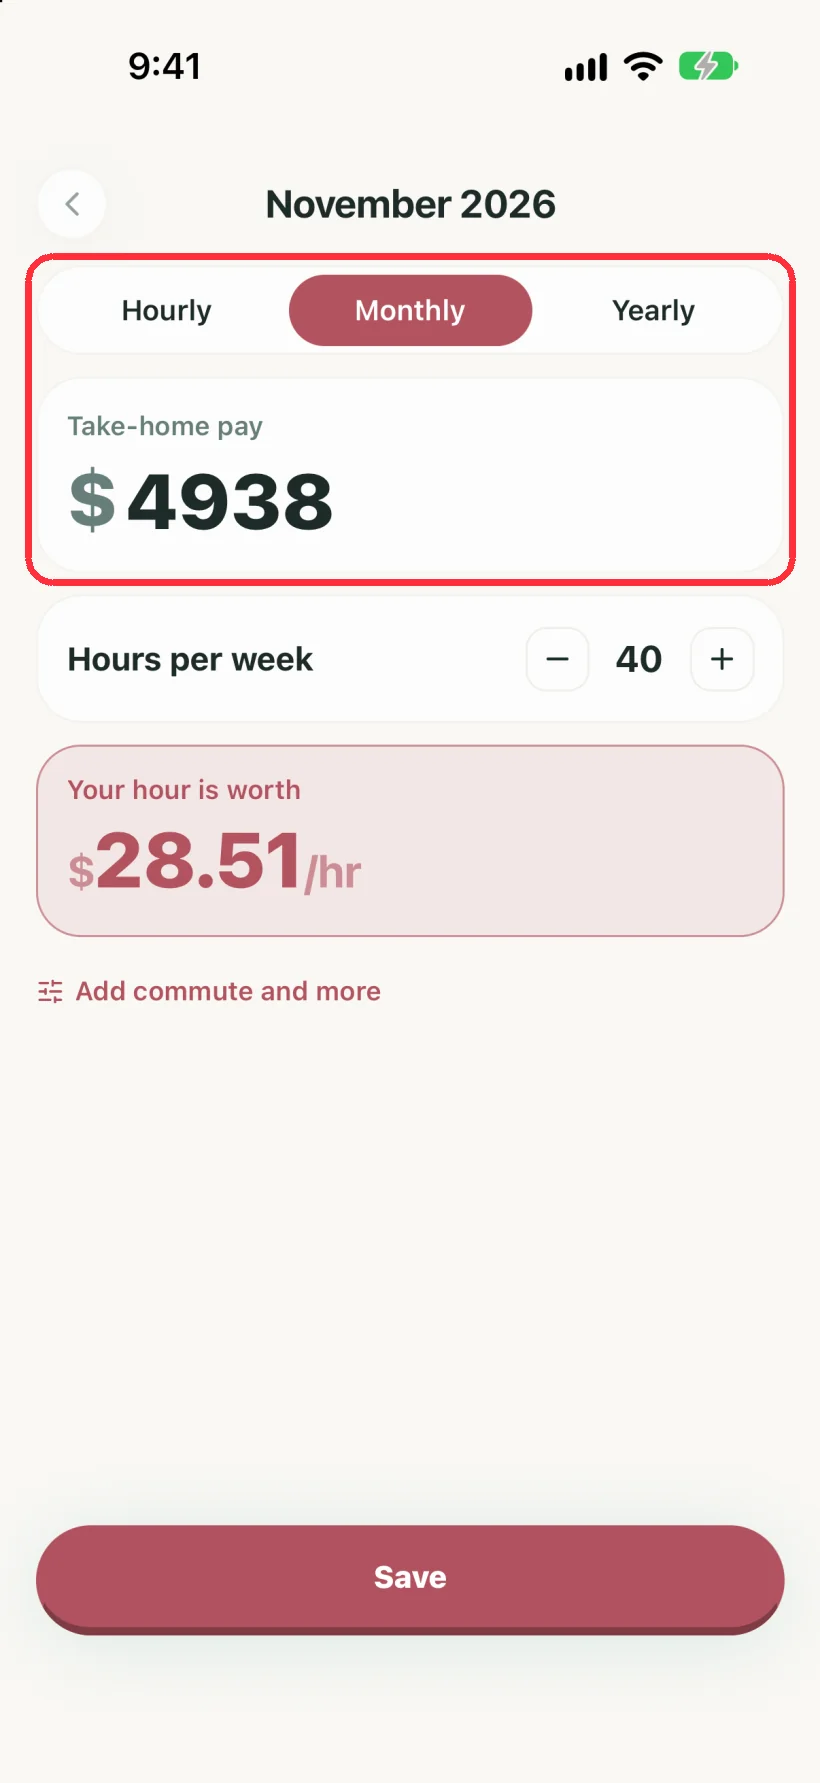 9:41
November 2026
Hourly Monthly Yearly
Take-home pay
$4938
Hours per week − 40 +
Your hour is worth
$28.51/hr
Add commute and more
Save